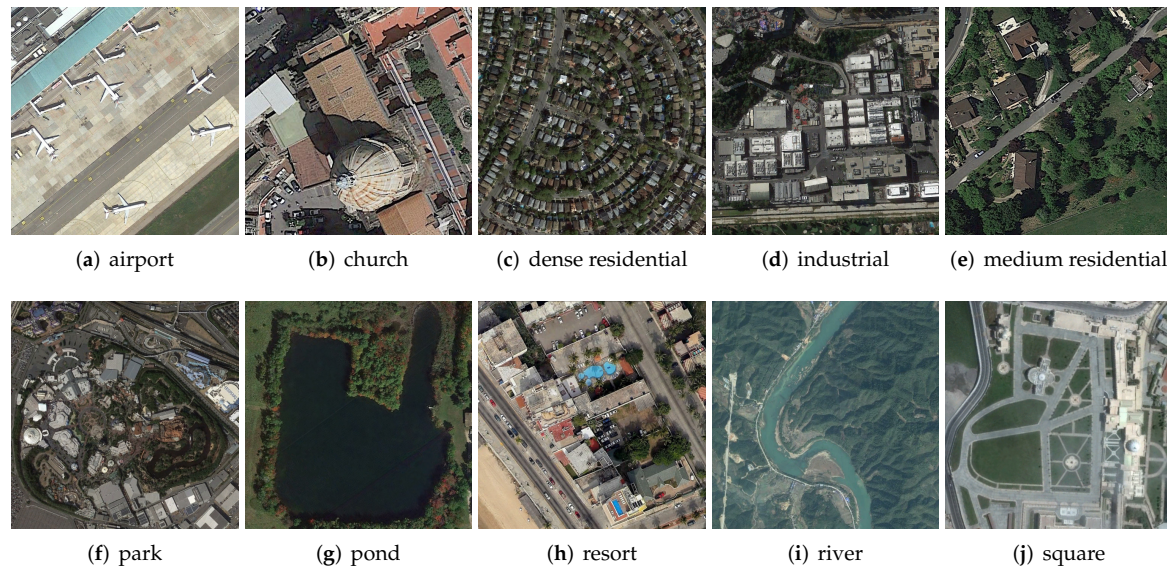 (a) airport
(b) church
(c) dense residential
(d) industrial
(e) medium residential
(f) park
(g) pond
(h) resort
(i) river
(j) square